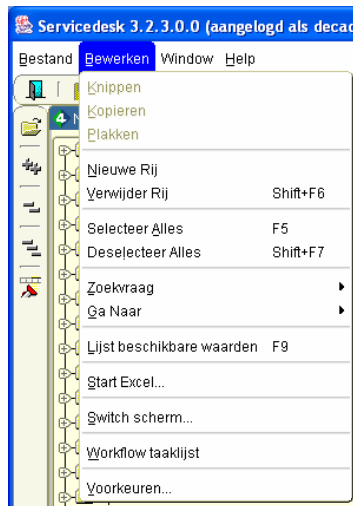 Servicedesk 3.2.3.0.0 (aangelogd als decad
Bestand Bewerken Window Help
Knippen
Kopieren
Plakken
Nieuwe Rij
Verwijder Rij Shift+F6
Selecteer Alles F5
Deselecteer Alles Shift+F7
Zoekvraag
Ga Naar
Lijst beschikbare waarden F9
Start Excel...
Switch scherm...
Workflow taaklijst
Voorkeuren...